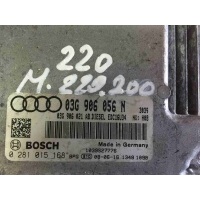 220
M. 220.200
03G 906 056 N
03G 906 021 AB DIESEL EDC16U34
BOSCH
Made in Germany
0 281 015 168